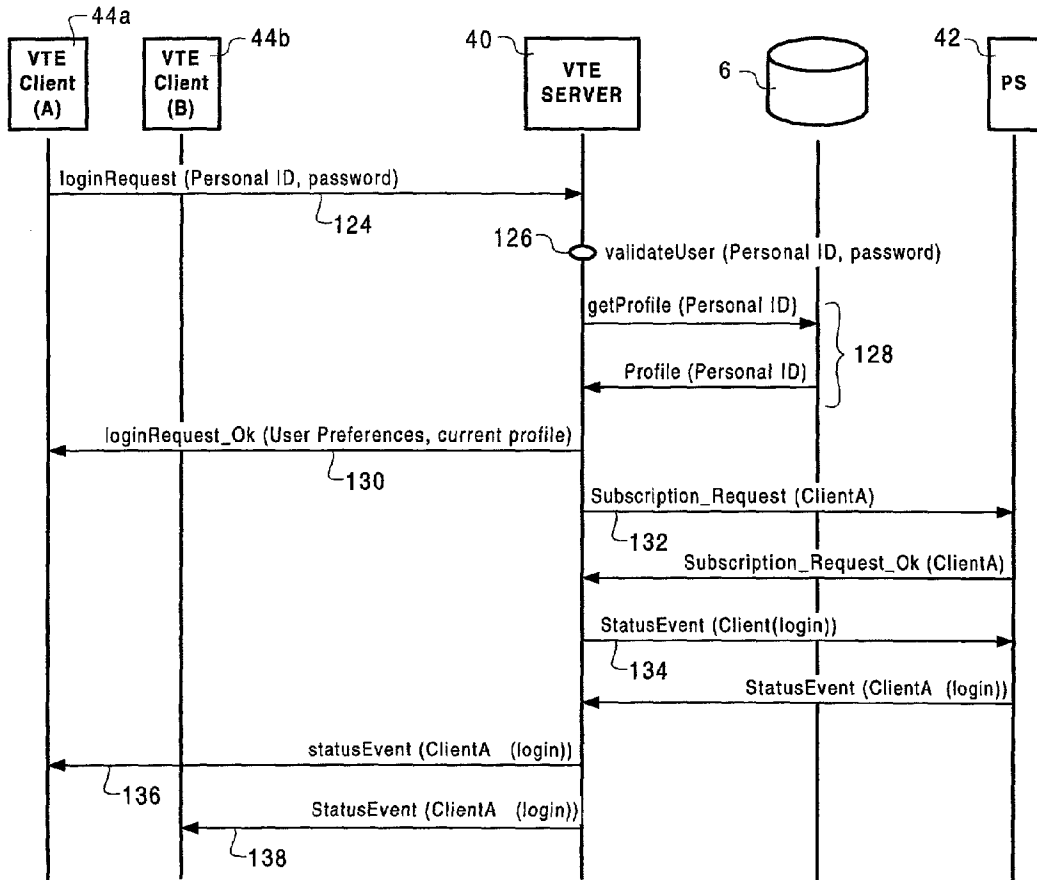 44a
44b
40
6
42
VTE
Client
(A)
VTE
Client
(B)
VTE
SERVER
PS
loginRequest (Personal ID, password)
124
126
validateUser (Personal ID, password)
getProfile (Personal ID)
128
Profile (Personal ID)
loginRequest_Ok (User Preferences, current profile)
130
Subscription_Request (ClientA)
132
Subscription_Request_Ok (ClientA)
StatusEvent (Client(login))
134
StatusEvent (ClientA (login))
statusEvent (ClientA (login))
136
StatusEvent (ClientA (login))
138